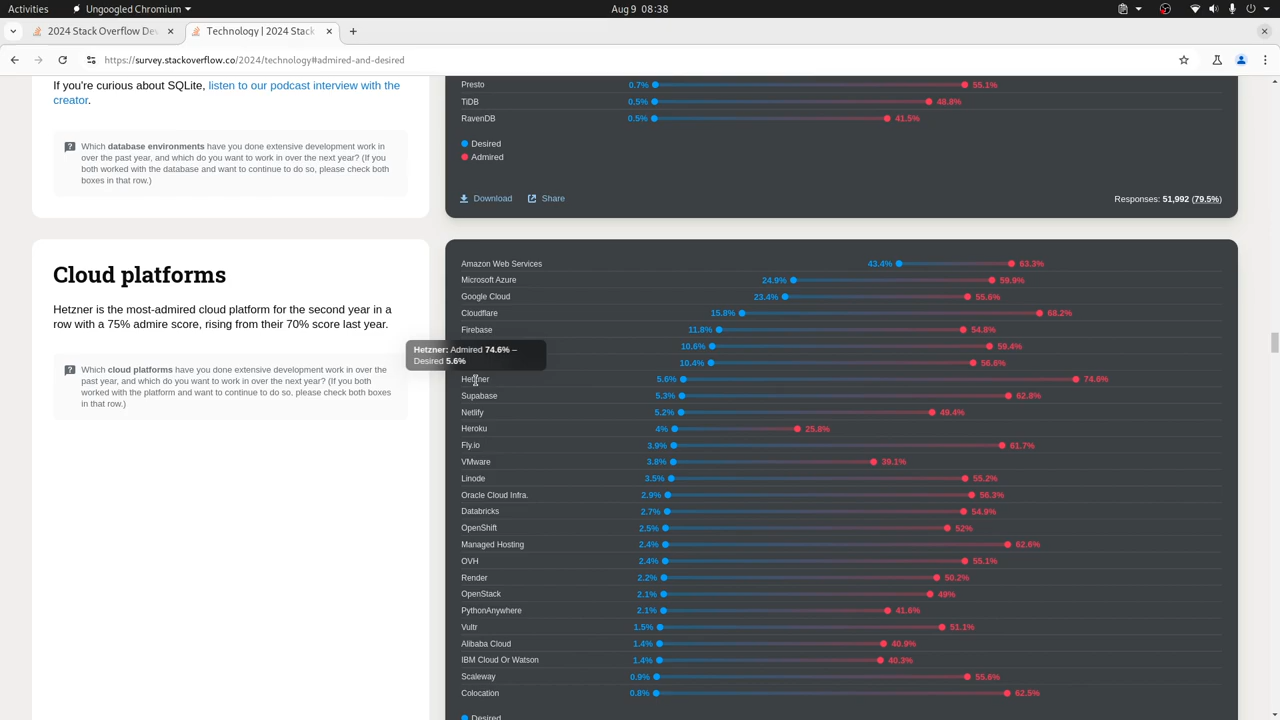 Activities
Ungoogled Chromium
Aug 9 08:38
2024 Stack Overflow Dev
Technology | 2024 Stack
https://survey.stackoverflow.co/2024/technology#admired-and-desired
If you're curious about SQLite, listen to our podcast interview with the
creator.
Which database environments have you done extensive development work in
over the past year, and which do you want to work in over the next year? (If you
both worked with the database and want to continue to do so, please check both
boxes in that row.)
Presto 0.7% 55.1%
TiDB 0.5% 48.8%
RavenDB 0.5% 41.5%
Desired
Admired
Download Share Responses: 51,992 (79.5%)
Cloud platforms
Hetzner is the most-admired cloud platform for the second year in a
row with a 75% admire score, rising from their 70% score last year.
Which cloud platforms have you done extensive development work in over the
past year, and which do you want to work in over the next year? (If you both
worked with the platform and want to continue to do so, please check both boxes
in that row.)
Amazon Web Services 43.4% 63.3%
Microsoft Azure 24.9% 59.9%
Google Cloud 23.4% 55.6%
Cloudflare 15.8% 68.2%
Firebase 11.8% 54.8%
Hetzner: Admired 74.6% –
Desired 5.6%
10.6% 59.4%
10.4% 56.6%
Hetzner 5.6% 74.6%
Supabase 5.3% 62.8%
Netlify 5.2% 49.4%
Heroku 4% 25.8%
Fly.io 3.9% 61.7%
VMware 3.8% 39.1%
Linode 3.5% 55.2%
Oracle Cloud Infra. 2.9% 56.3%
Databricks 2.7% 54.9%
OpenShift 2.5% 52%
Managed Hosting 2.4% 62.6%
OVH 2.4% 55.1%
Render 2.2% 50.2%
OpenStack 2.1% 49%
PythonAnywhere 2.1% 41.6%
Vultr 1.5% 51.1%
Alibaba Cloud 1.4% 40.9%
IBM Cloud Or Watson 1.4% 40.3%
Scaleway 0.9% 55.6%
Colocation 0.8% 62.5%
Desired